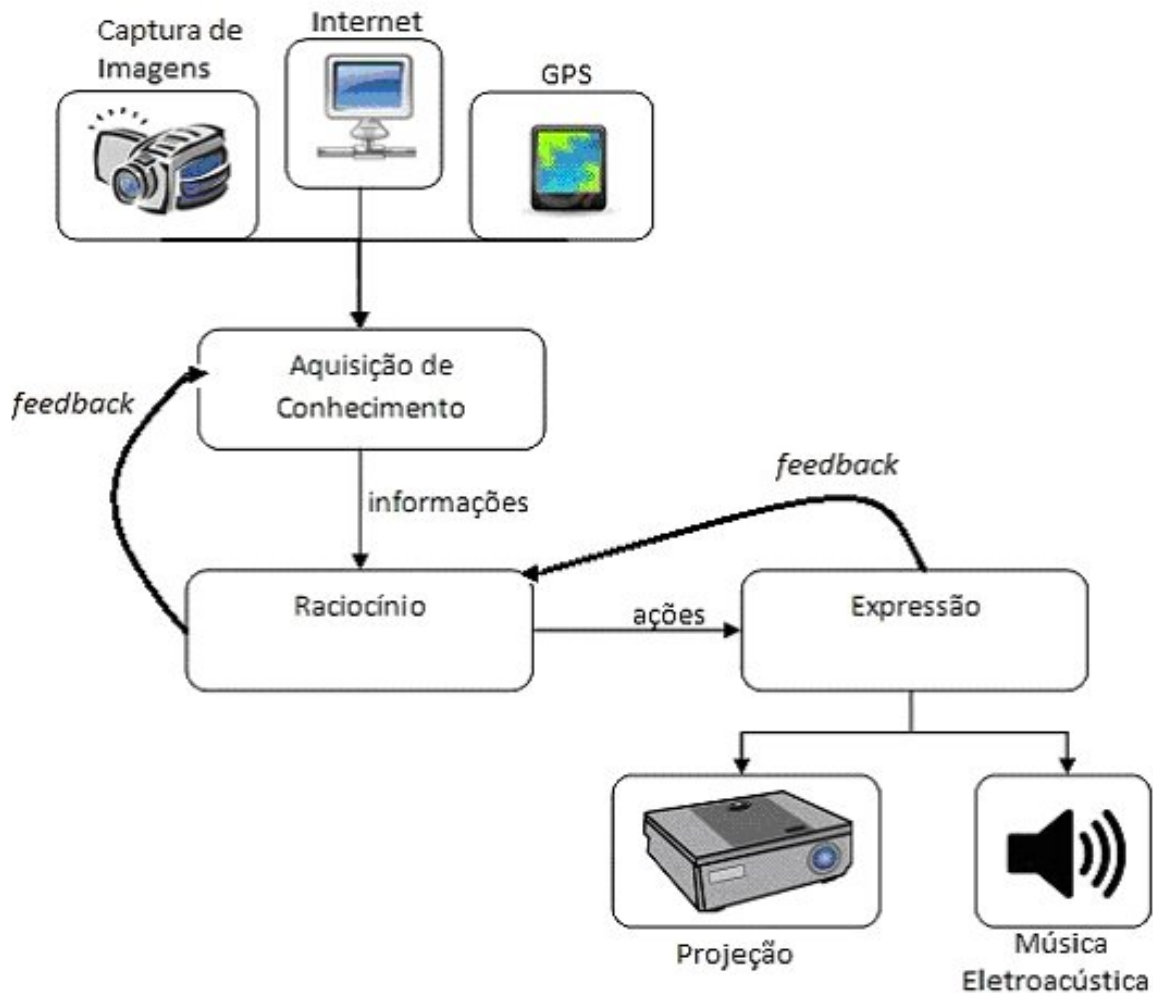 Captura de
Imagens
Internet
GPS
Aquisição de
Conhecimento
feedback
informações
feedback
Raciocínio
ações
Expressão
Projeção
Música
Eletroacústica